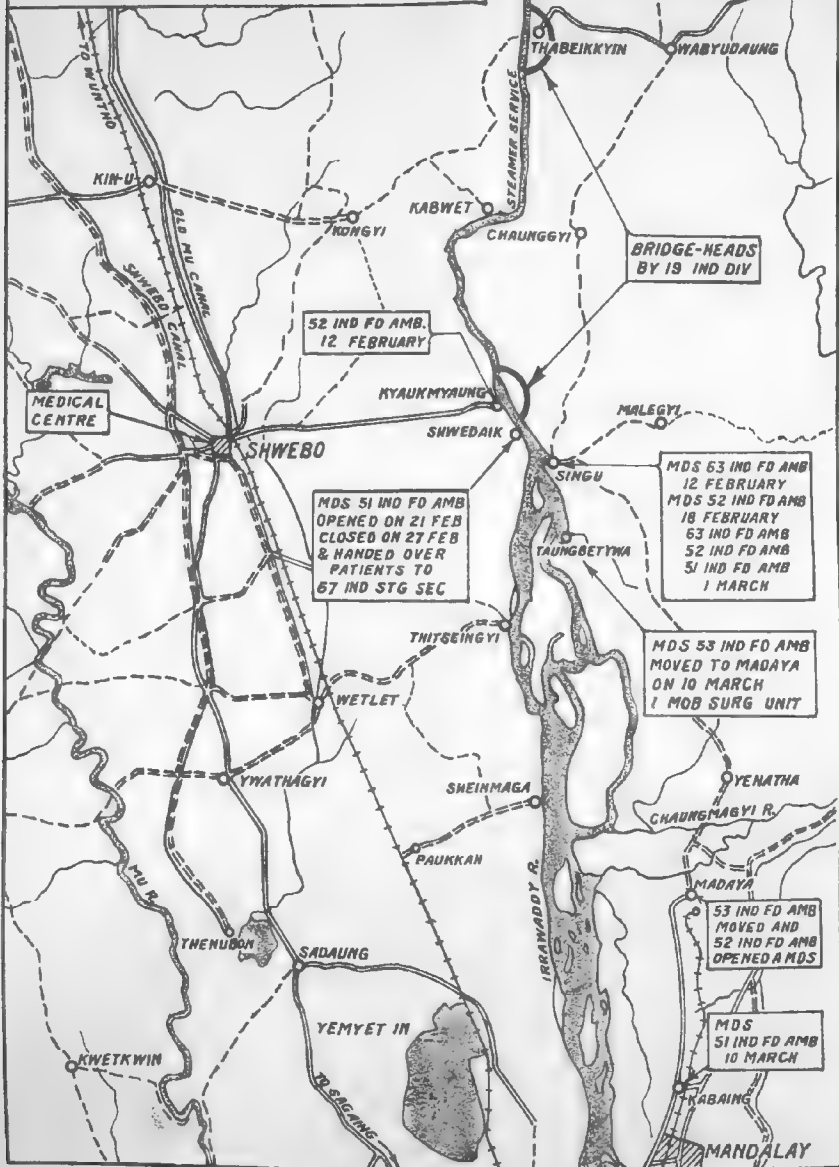 THABEIKKYIN
WABYUDAUNG
TO WUNTHO
STEAMER SERVICE
KIN-U
KABWET
KONGYI
CHAUNGGYI
OLD MU CANAL
SHWEBO CANAL
BRIDGE-HEADS
BY 19 IND DIV
52 IND FD AMB.
12 FEBRUARY
KYAUKMYAUNG
MALEGYI
MEDICAL
CENTRE
SHWEDAIK
SHWEBO
SINGU
MDS 63 IND FD AMB
12 FEBRUARY
MDS 52 IND FD AMB
18 FEBRUARY
63 IND FD AMB
52 IND FD AMB
51 IND FD AMB
1 MARCH
MDS 51 IND FD AMB
OPENED ON 21 FEB
CLOSED ON 27 FEB
& HANDED OVER
PATIENTS TO
67 IND STG SEC
TAUNGBETYWA
THITSEINGYI
MDS 53 IND FD AMB
MOVED TO MADAYA
ON 10 MARCH
1 MOB SURG UNIT
WETLET
YWATHAGYI
SHEINMAGA
YENATHA
CHAUNGMAGYI R.
PAUKKAN
MU R.
MADAYA
IRRAWADDY R.
53 IND FD AMB
MOVED AND
52 IND FD AMB
OPENED A MDS
THENUBON
SADAUNG
YEMYET IN
MDS
51 IND FD AMB
10 MARCH
KWETKWIN
TO SAGAING
KABAING
MANDALAY